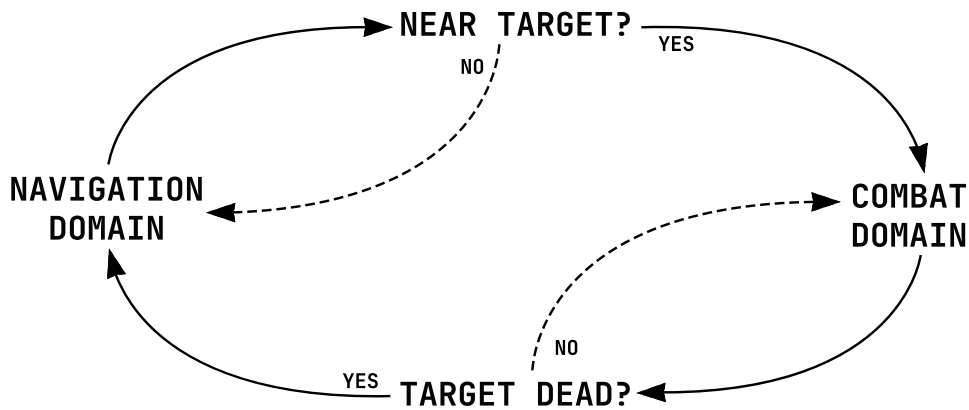 NEAR TARGET?
YES
NO
NAVIGATION
DOMAIN
COMBAT
DOMAIN
NO
YES
TARGET DEAD?